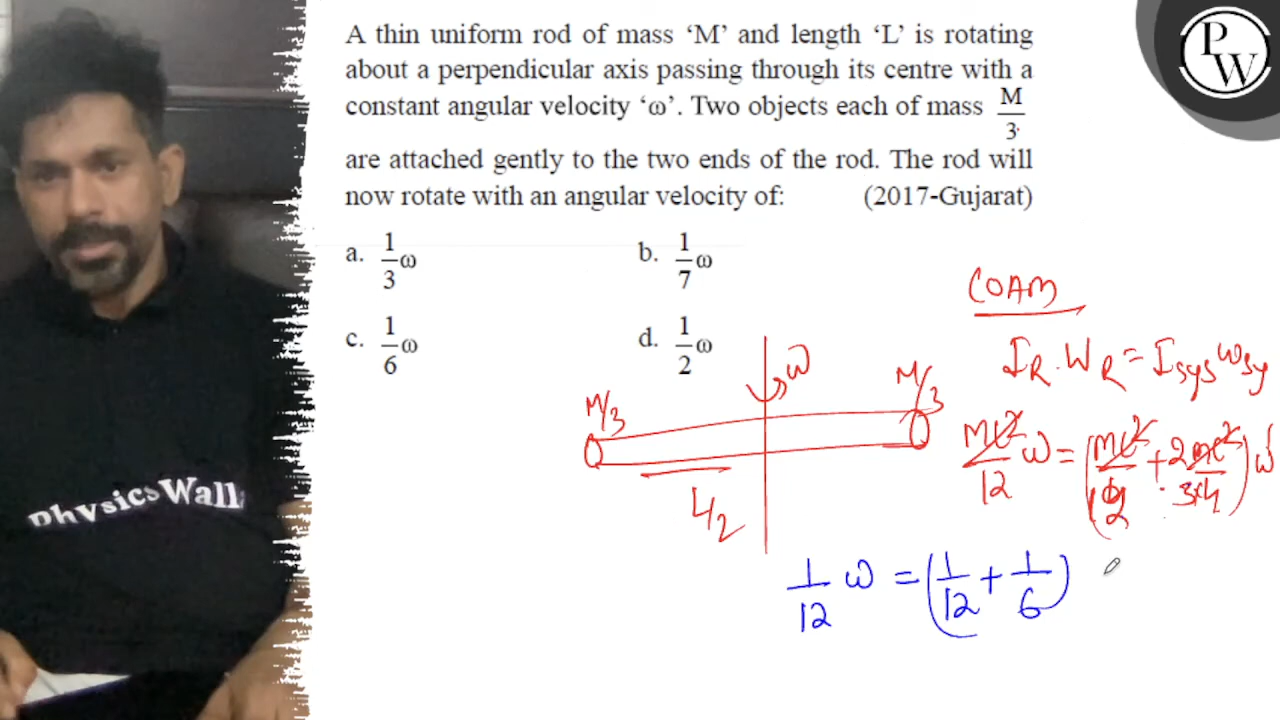 A thin uniform rod of mass ‘M’ and length ‘L’ is rotating
about a perpendicular axis passing through its centre with a
constant angular velocity ‘ω’. Two objects each of mass M/3
are attached gently to the two ends of the rod. The rod will
now rotate with an angular velocity of: (2017-Gujarat)
a. 1/3 ω b. 1/7 ω
c. 1/6 ω d. 1/2 ω
PW
Physics Walla
COAM
I_R . W_R = I_sys ω_sy
M/3 ω M/3
L/2
ML²/12 ω = (ML²/12 + 2ML²/3×4) ω'
1/12 ω = (1/12 + 1/6)